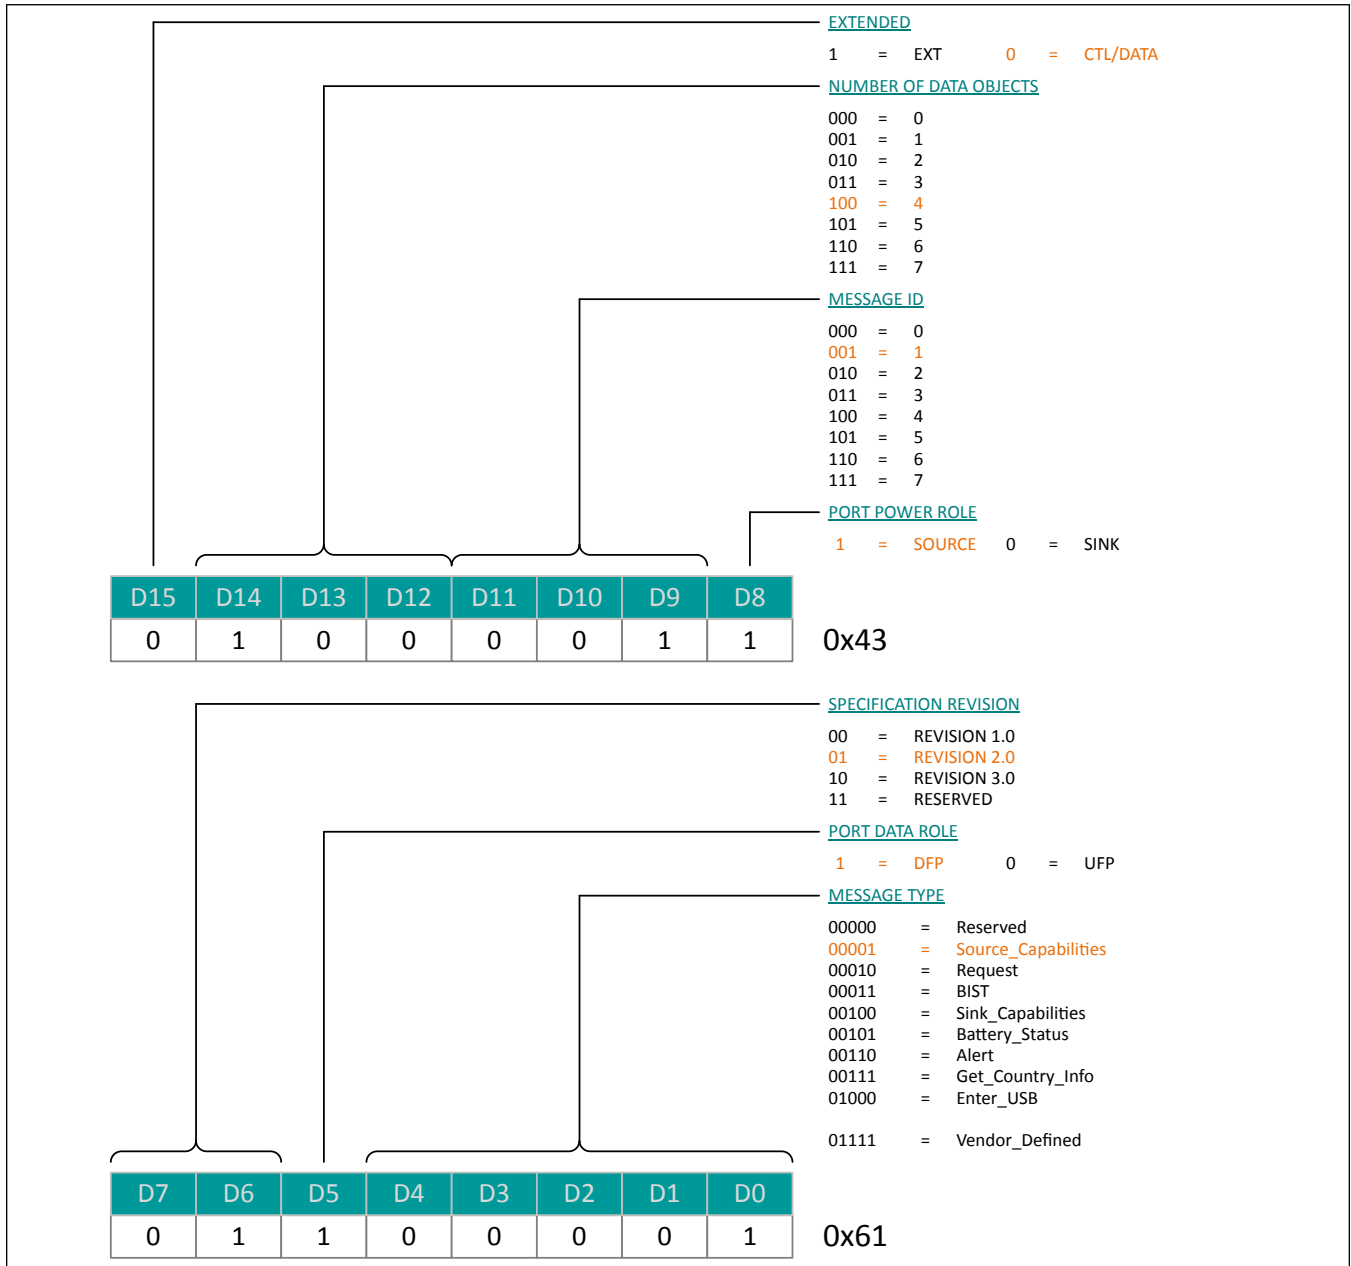 EXTENDED
1 = EXT 0 = CTL/DATA
NUMBER OF DATA OBJECTS
000 = 0
001 = 1
010 = 2
011 = 3
100 = 4
101 = 5
110 = 6
111 = 7
MESSAGE ID
000 = 0
001 = 1
010 = 2
011 = 3
100 = 4
101 = 5
110 = 6
111 = 7
PORT POWER ROLE
1 = SOURCE 0 = SINK
D15 D14 D13 D12 D11 D10 D9 D8
0 1 0 0 0 0 1 1 0x43
SPECIFICATION REVISION
00 = REVISION 1.0
01 = REVISION 2.0
10 = REVISION 3.0
11 = RESERVED
PORT DATA ROLE
1 = DFP 0 = UFP
MESSAGE TYPE
00000 = Reserved
00001 = Source_Capabilities
00010 = Request
00011 = BIST
00100 = Sink_Capabilities
00101 = Battery_Status
00110 = Alert
00111 = Get_Country_Info
01000 = Enter_USB
01111 = Vendor_Defined
D7 D6 D5 D4 D3 D2 D1 D0
0 1 1 0 0 0 0 1 0x61